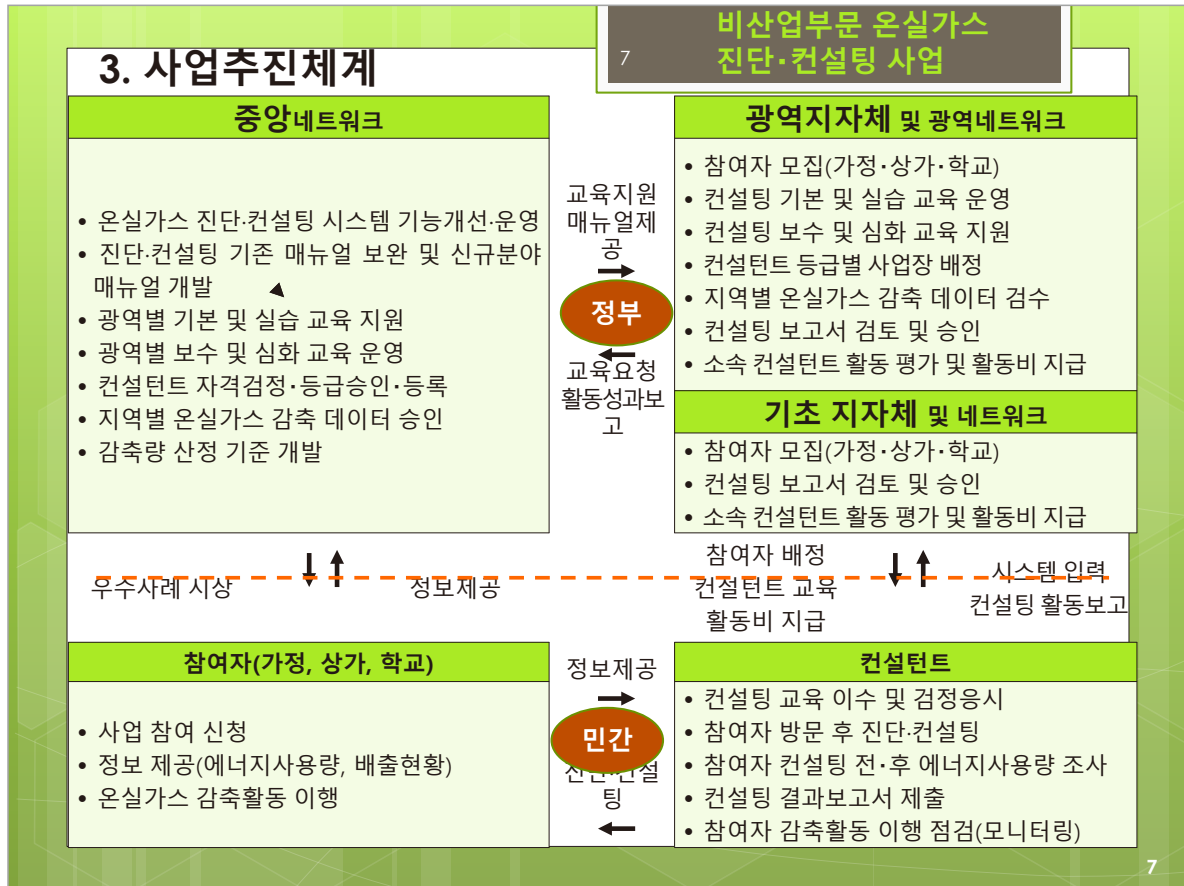 비산업부문 온실가스
진단·컨설팅 사업
7
3. 사업추진체계
중앙네트워크
• 온실가스 진단·컨설팅 시스템 기능개선·운영
• 진단·컨설팅 기존 매뉴얼 보완 및 신규분야
매뉴얼 개발
• 광역별 기본 및 실습 교육 지원
• 광역별 보수 및 심화 교육 운영
• 컨설턴트 자격검정·등급승인·등록
• 지역별 온실가스 감축 데이터 승인
• 감축량 산정 기준 개발
교육지원
매뉴얼제
공
정부
교육요청
활동성과보
고
광역지자체 및 광역네트워크
• 참여자 모집(가정·상가·학교)
• 컨설팅 기본 및 실습 교육 운영
• 컨설팅 보수 및 심화 교육 지원
• 컨설턴트 등급별 사업장 배정
• 지역별 온실가스 감축 데이터 검수
• 컨설팅 보고서 검토 및 승인
• 소속 컨설턴트 활동 평가 및 활동비 지급
기초 지자체 및 네트워크
• 참여자 모집(가정·상가·학교)
• 컨설팅 보고서 검토 및 승인
• 소속 컨설턴트 활동 평가 및 활동비 지급
우수사례 시상
정보제공
참여자 배정
컨설턴트 교육
활동비 지급
시스템 입력
컨설팅 활동보고
참여자(가정, 상가, 학교)
• 사업 참여 신청
• 정보 제공(에너지사용량, 배출현황)
• 온실가스 감축활동 이행
정보제공
민간
진단·컨설
팅
컨설턴트
• 컨설팅 교육 이수 및 검정응시
• 참여자 방문 후 진단·컨설팅
• 참여자 컨설팅 전·후 에너지사용량 조사
• 컨설팅 결과보고서 제출
• 참여자 감축활동 이행 점검(모니터링)
7